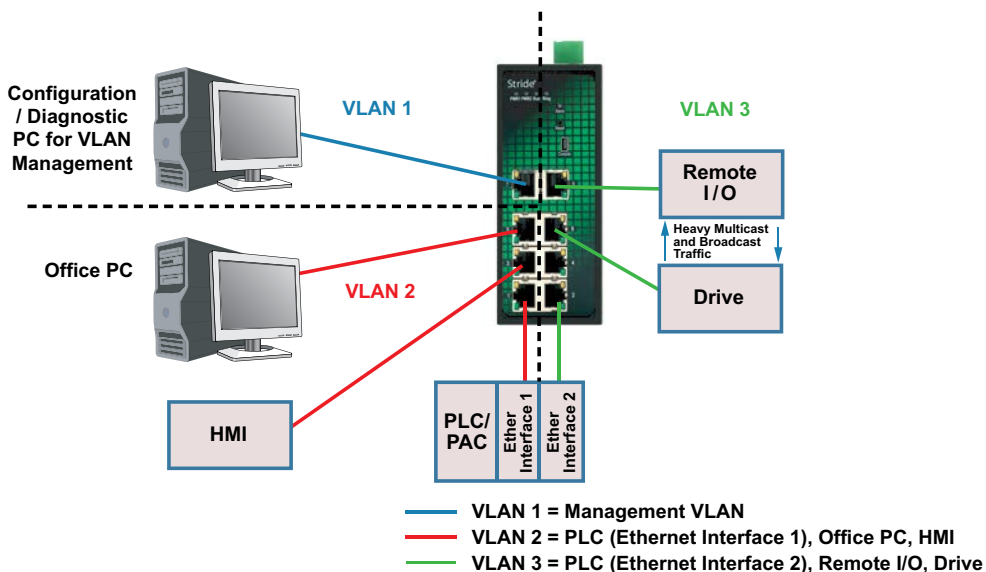 Configuration
/ Diagnostic
PC for VLAN
Management
VLAN 1
Stride
VLAN 3
Remote
I/O
Heavy Multicast
and Broadcast
Traffic
Drive
Office PC
VLAN 2
HMI
PLC/
PAC
Ether
Interface 1
Ether
Interface 2
VLAN 1 = Management VLAN
VLAN 2 = PLC (Ethernet Interface 1), Office PC, HMI
VLAN 3 = PLC (Ethernet Interface 2), Remote I/O, Drive